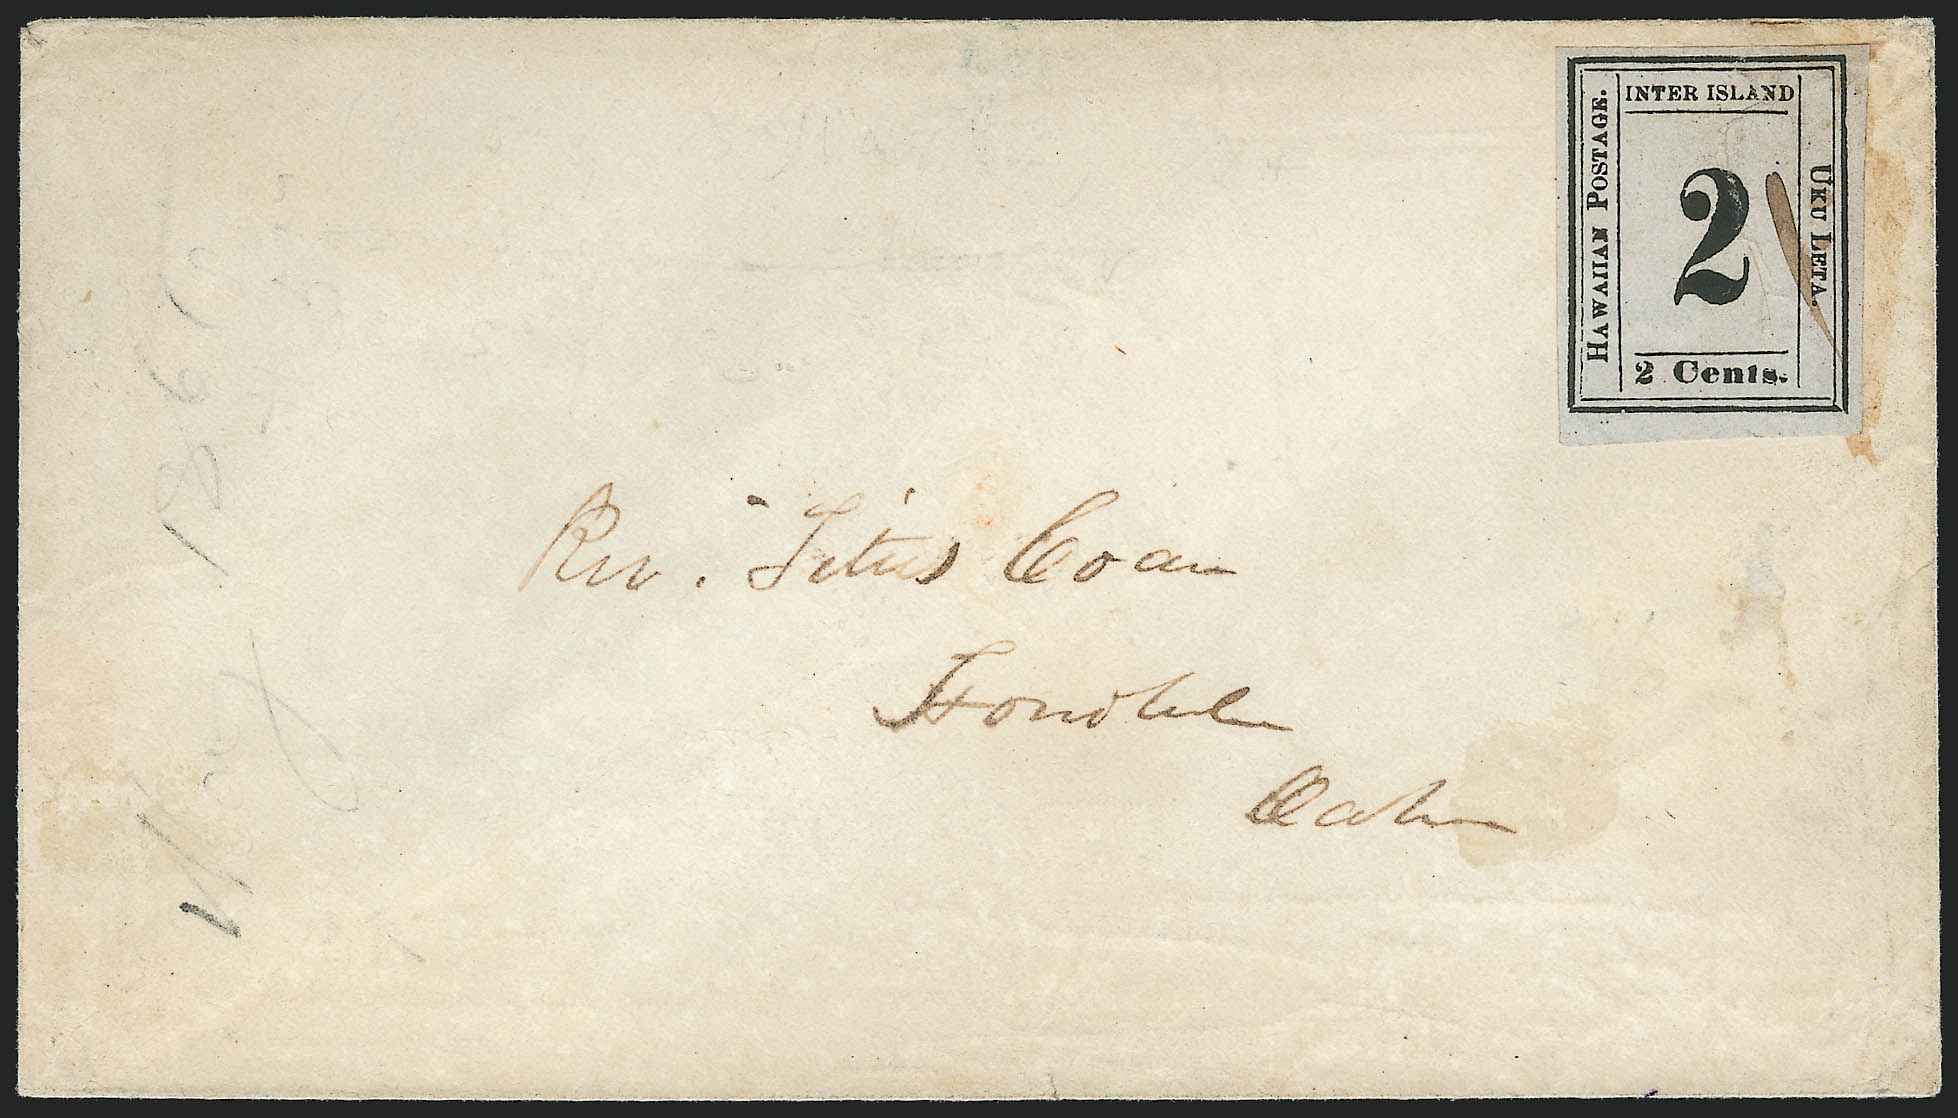 INTER ISLAND
HAWAIIAN POSTAGE.
2
UKU LETA.
2 Cents.
Rev. Titus Coan
Honolulu
Oahu